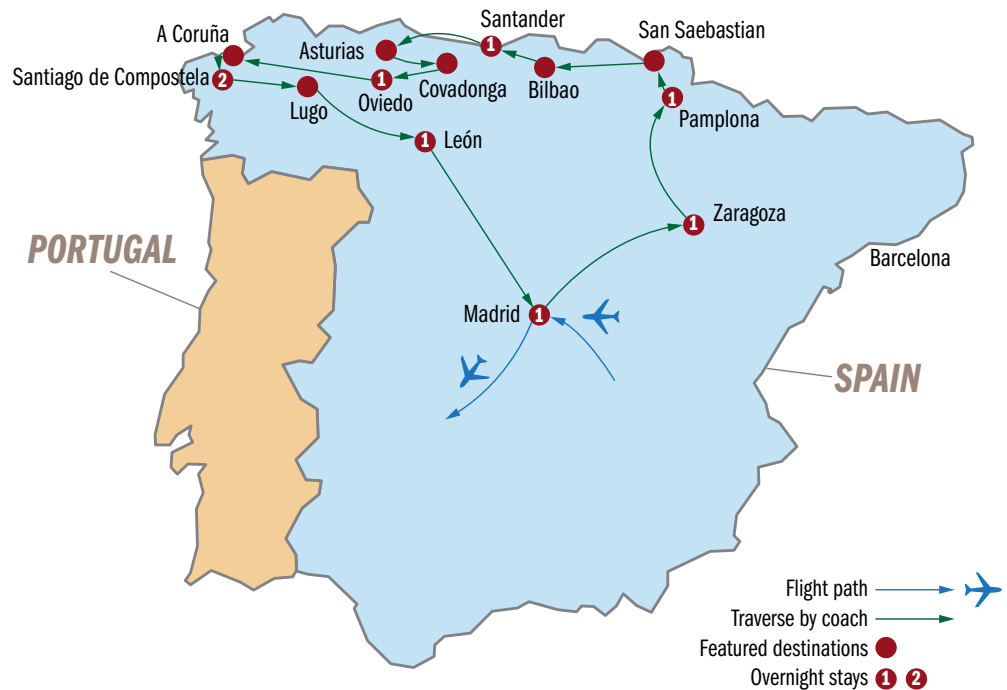 Santander
A Coruña
Asturias
San Saebastian
Santiago de Compostela
2
1
Lugo
1
Oviedo
Covadonga
Bilbao
1
Pamplona
1
León
Zaragoza
1
PORTUGAL
Barcelona
Madrid
1
SPAIN
Flight path
Traverse by coach
Featured destinations
Overnight stays 1 2